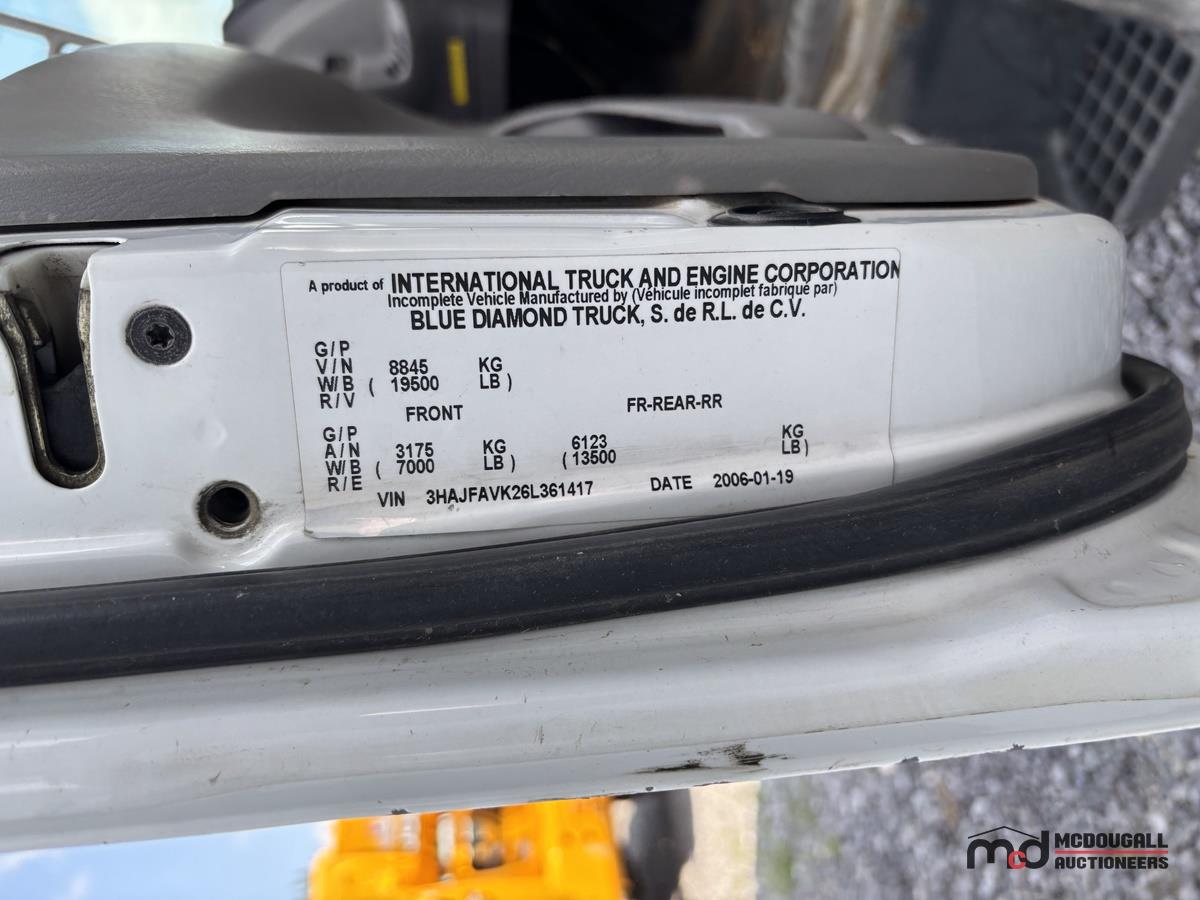 A product of INTERNATIONAL TRUCK AND ENGINE CORPORATION
Incomplete Vehicle Manufactured by (Véhicule incomplet fabriqué par)
BLUE DIAMOND TRUCK, S. de R.L. de C.V.
G/P
V/N 8845 KG
W/B ( 19500 LB )
R/V
FRONT FR-REAR-RR
G/P
A/N 3175 KG 6123 KG
W/B ( 7000 LB ) ( 13500 LB )
R/E
VIN 3HAJFAVK26L361417 DATE 2006-01-19
mcd MCDOUGALL
AUCTIONEERS